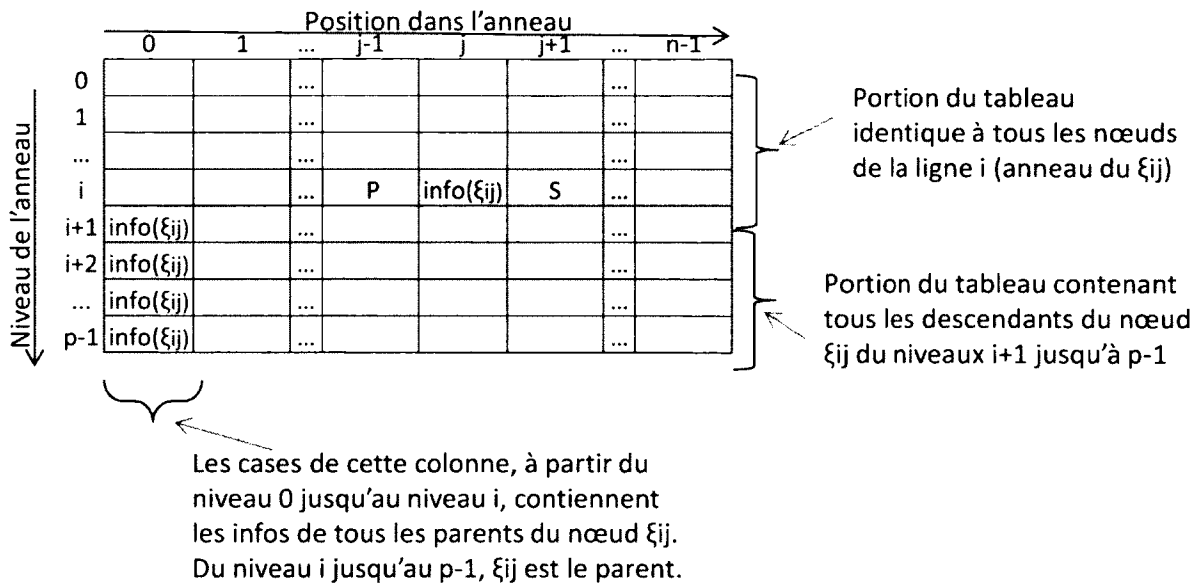 Position dans l'anneau
0 1 ... j-1 j j+1 ... n-1
Niveau de l'anneau
0 ... ...
1 ... ...
... ... ...
i ... P info(ξij) S ...
i+1 info(ξij) ... ...
i+2 info(ξij) ... ...
... info(ξij) ... ...
p-1 info(ξij) ... ...
Portion du tableau
identique à tous les nœuds
de la ligne i (anneau du ξij)
Portion du tableau contenant
tous les descendants du nœud
ξij du niveaux i+1 jusqu'à p-1
Les cases de cette colonne, à partir du
niveau 0 jusqu'au niveau i, contiennent
les infos de tous les parents du nœud ξij.
Du niveau i jusqu'au p-1, ξij est le parent.